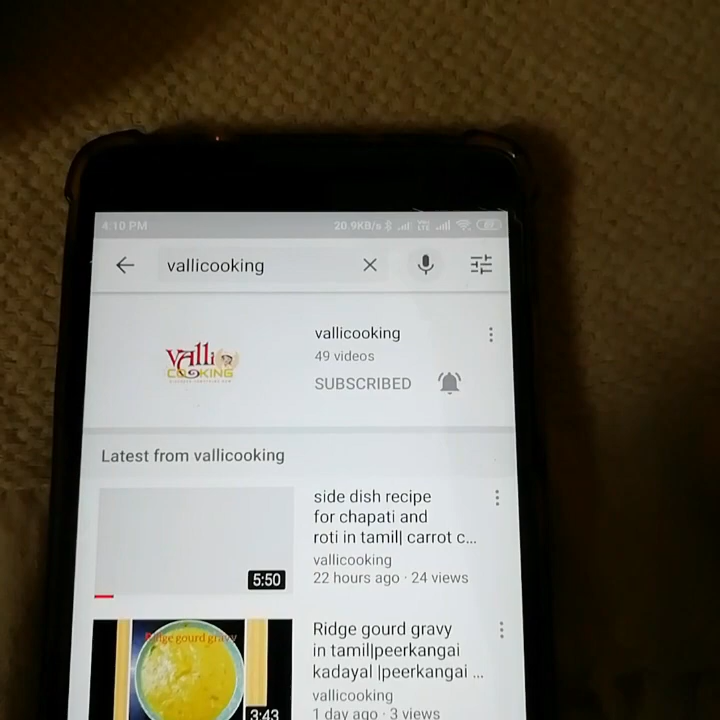 4:10 PM 20.9KB/s
vallicooking
vallicooking
49 videos
VAlli
COOKING
SUBSCRIBED
Latest from vallicooking
side dish recipe
for chapati and
roti in tamil| carrot c...
vallicooking
22 hours ago · 24 views
5:50
Ridge gourd gravy
Ridge gourd gravy
in tamil|peerkangai
kadayal |peerkangai ...
vallicooking
1 day ago · 3 views
3:43